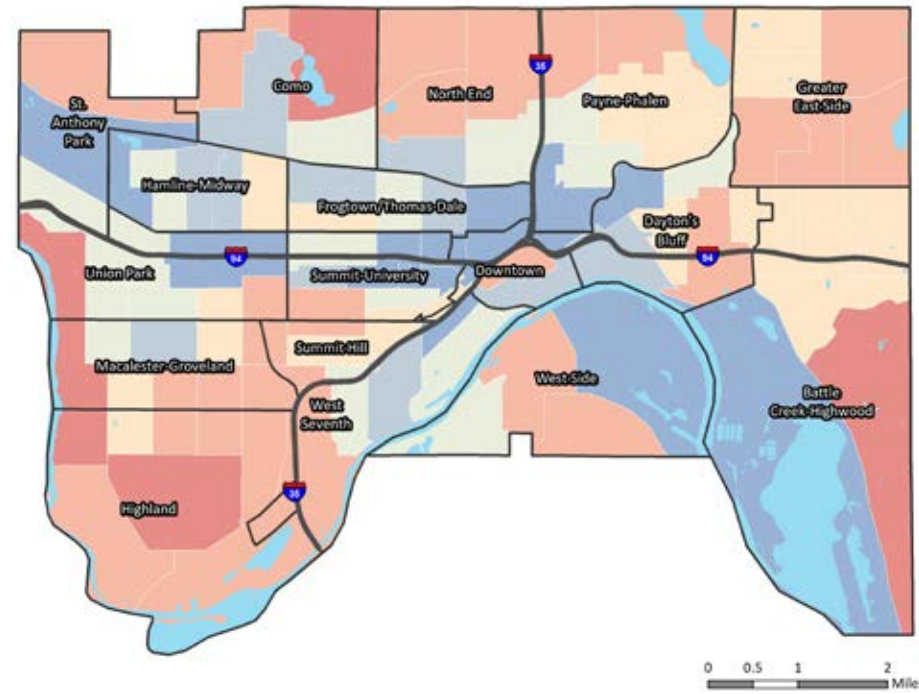 Como
North End
35
Greater
East-Side
St.
Anthony
Park
Payne-Phalen
Hamline-Midway
Frogtown/Thomas-Dale
Dayton's
Bluff
94
94
Union Park
Summit-University
Downtown
Summit-Hill
Macalester-Groveland
West-Side
West
Seventh
Battle
Creek-Highwood
35
Highland
0 0.5 1 2
Mile